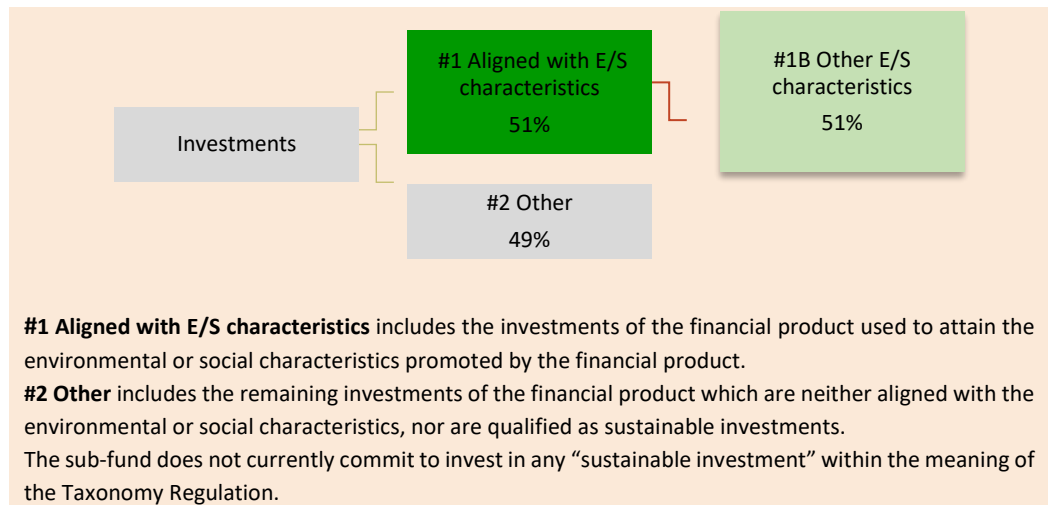 #1 Aligned with E/S
characteristics
51%
#1B Other E/S
characteristics
51%
Investments
#2 Other
49%
#1 Aligned with E/S characteristics includes the investments of the financial product used to attain the
environmental or social characteristics promoted by the financial product.
#2 Other includes the remaining investments of the financial product which are neither aligned with the
environmental or social characteristics, nor are qualified as sustainable investments.
The sub-fund does not currently commit to invest in any “sustainable investment” within the meaning of
the Taxonomy Regulation.